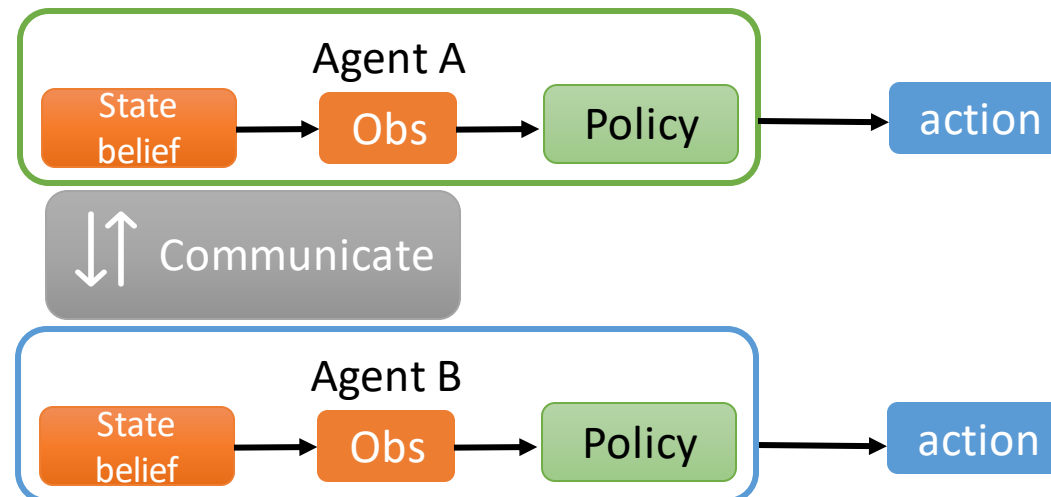 Agent A
State
belief
Obs
Policy
action
Communicate
Agent B
State
belief
Obs
Policy
action